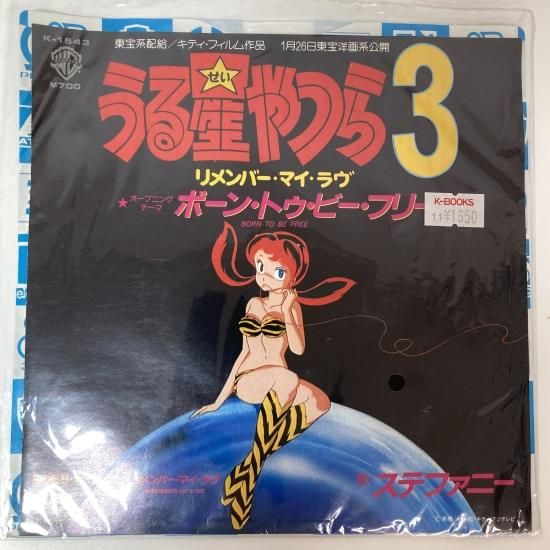 K-1543
¥700
東宝系配給/キティ・フィルム作品 1月26日東宝洋画系公開
うる星やつら3
せい
リメンバー・マイ・ラヴ
★オープニングテーマ ボーン・トゥ・ビー・フリー
BORN TO BE FREE
K-BOOKS
¥1650
メンバー・マイ・ラヴ
REMEMBER MY LOVE
ステファニー